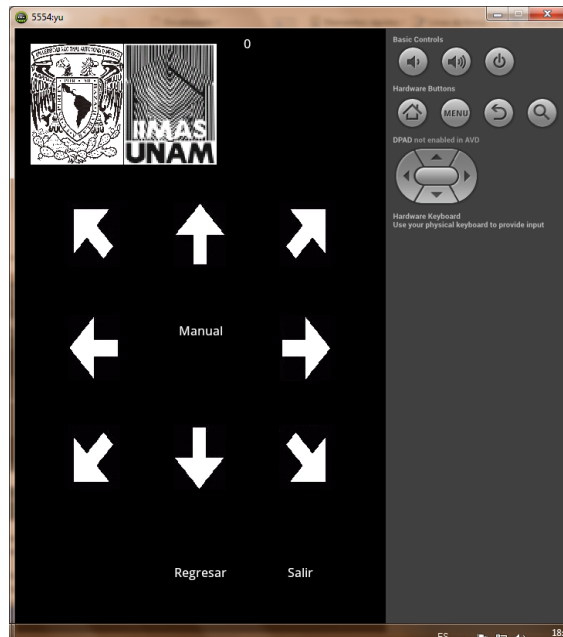 5554:yu
0
IIMAS
UNAM
Manual
Regresar
Salir
Basic Controls
Hardware Buttons
MENU
DPAD not enabled in AVD
Hardware Keyboard
Use your physical keyboard to provide input
ES
18: